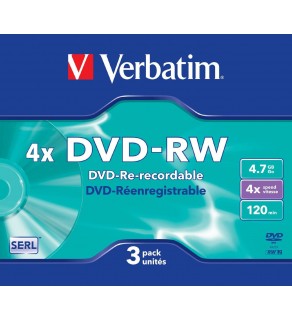 Verbatim
4x DVD-RW
DVD-Re-recordable
DVD-Réenregistrable
4.7 GB
Go
4x speed
vitesse
120 min
SERL
3 pack
unités
DVD